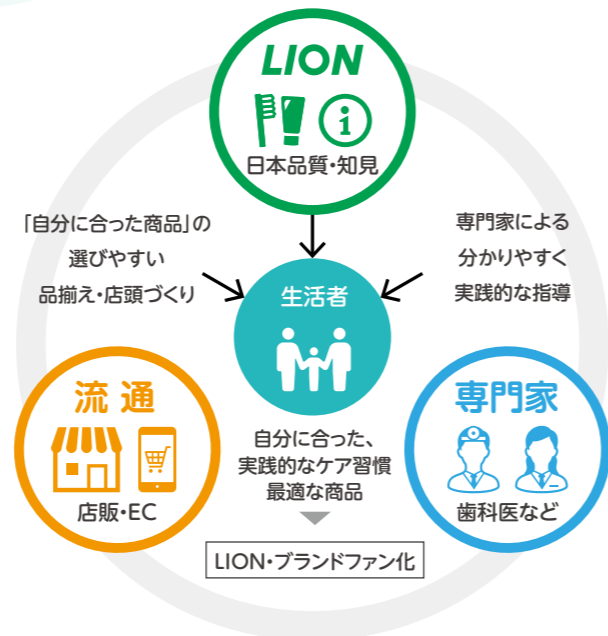 LION
日本品質・知見
「自分に合った商品」の
選びやすい
品揃え・店頭づくり
専門家による
分かりやすく
実践的な指導
生活者
流通
店販・EC
自分に合った、
実践的なケア習慣
最適な商品
専門家
歯科医など
LION・ブランドファン化